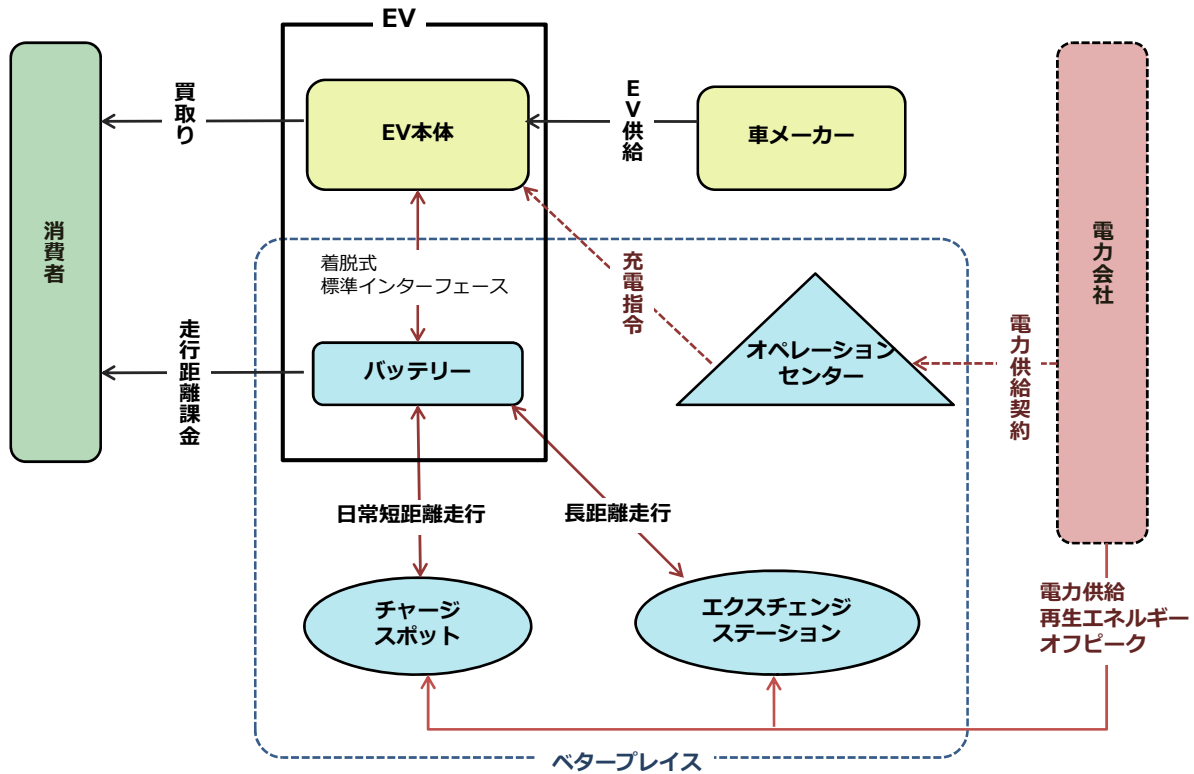 EV
買取り
EV本体
EV供給
車メーカー
消費者
電力会社
着脱式
標準インターフェース
充電指令
走行距離課金
バッテリー
オペレーション
センター
電力供給契約
日常短距離走行
長距離走行
チャージ
スポット
エクスチェンジ
ステーション
電力供給
再生エネルギー
オフピーク
ベタープレイス